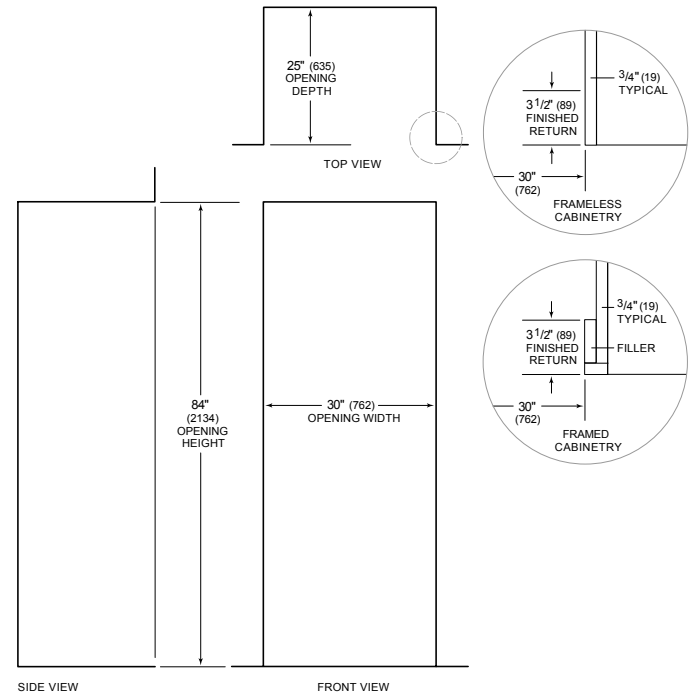 25" (635)
OPENING
DEPTH
TOP VIEW
3/4" (19)
TYPICAL
3 1/2" (89)
FINISHED
RETURN
30"
(762)
FRAMELESS
CABINETRY
3/4" (19)
TYPICAL
3 1/2" (89)
FINISHED
RETURN
FILLER
30"
(762)
FRAMED
CABINETRY
84"
(2134)
OPENING
HEIGHT
30" (762)
OPENING WIDTH
SIDE VIEW
FRONT VIEW